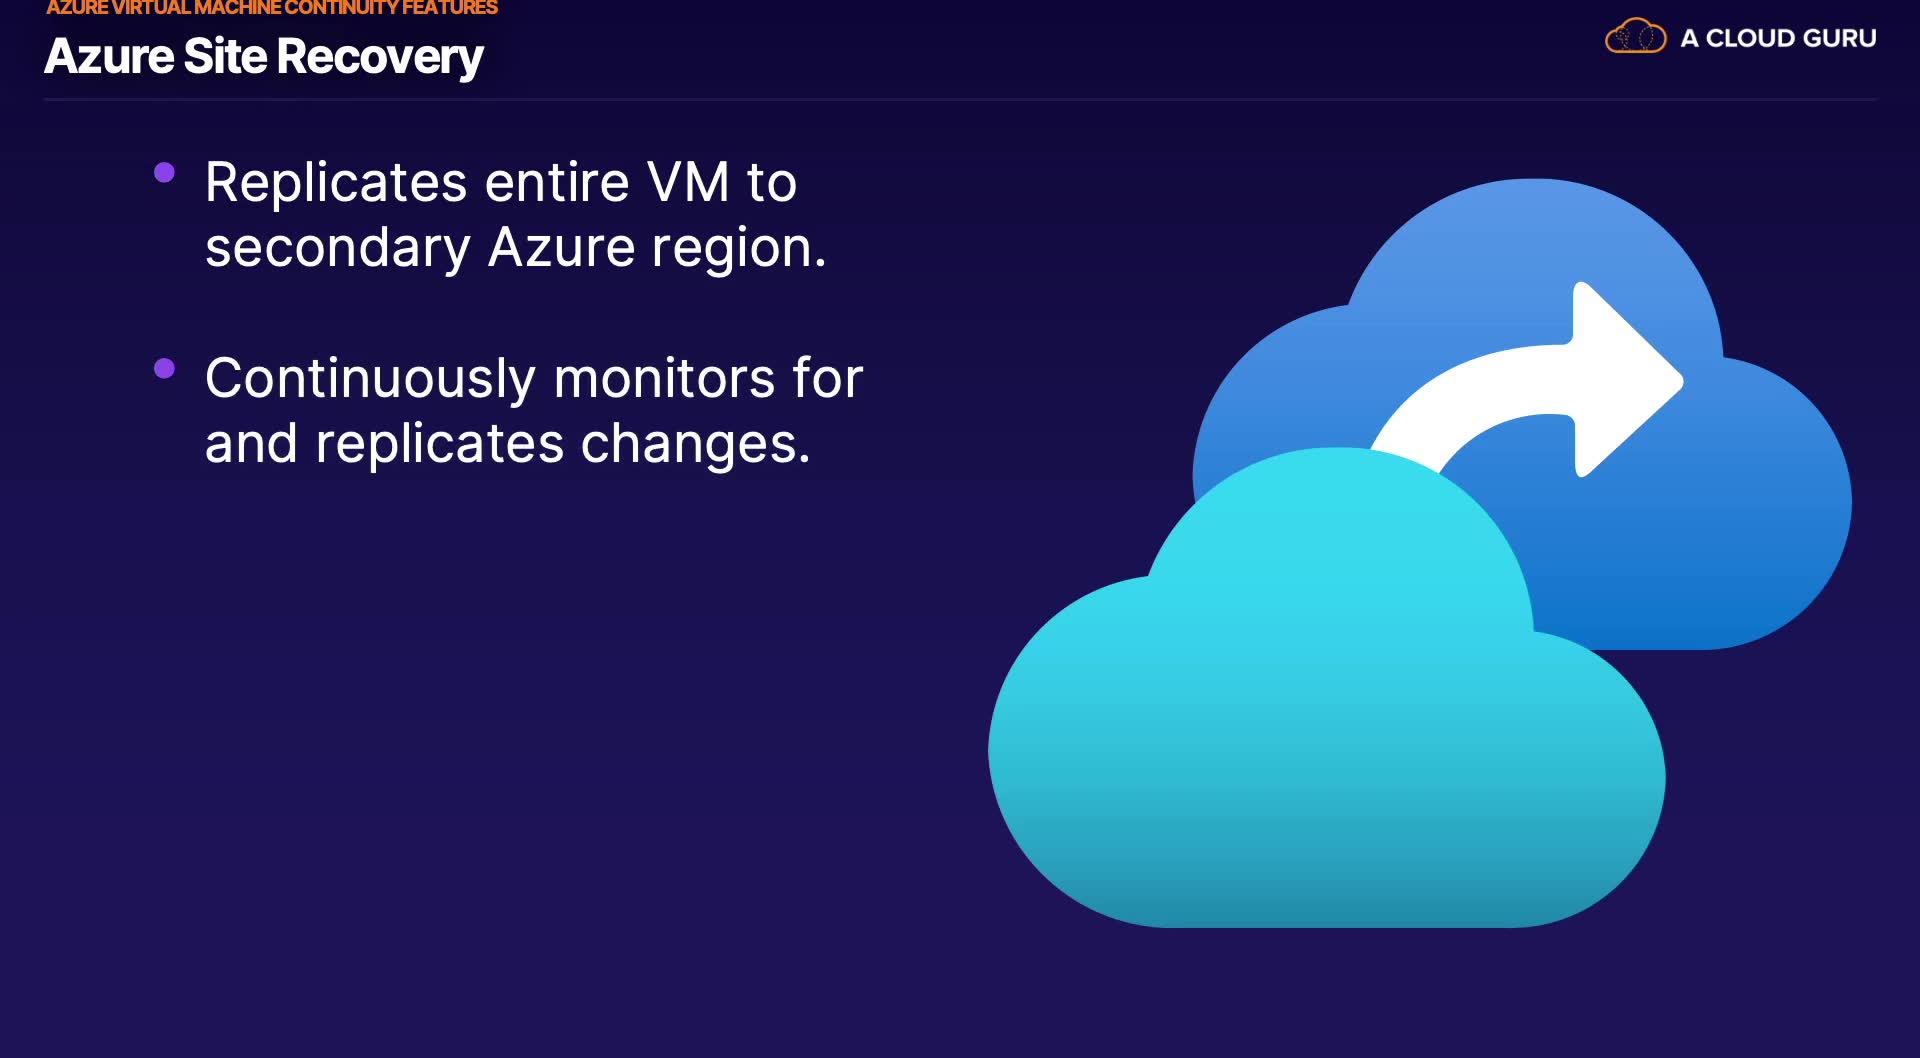 AZURE VIRTUAL MACHINE CONTINUITY FEATURES
Azure Site Recovery
A CLOUD GURU
Replicates entire VM to
secondary Azure region.
Continuously monitors for
and replicates changes.